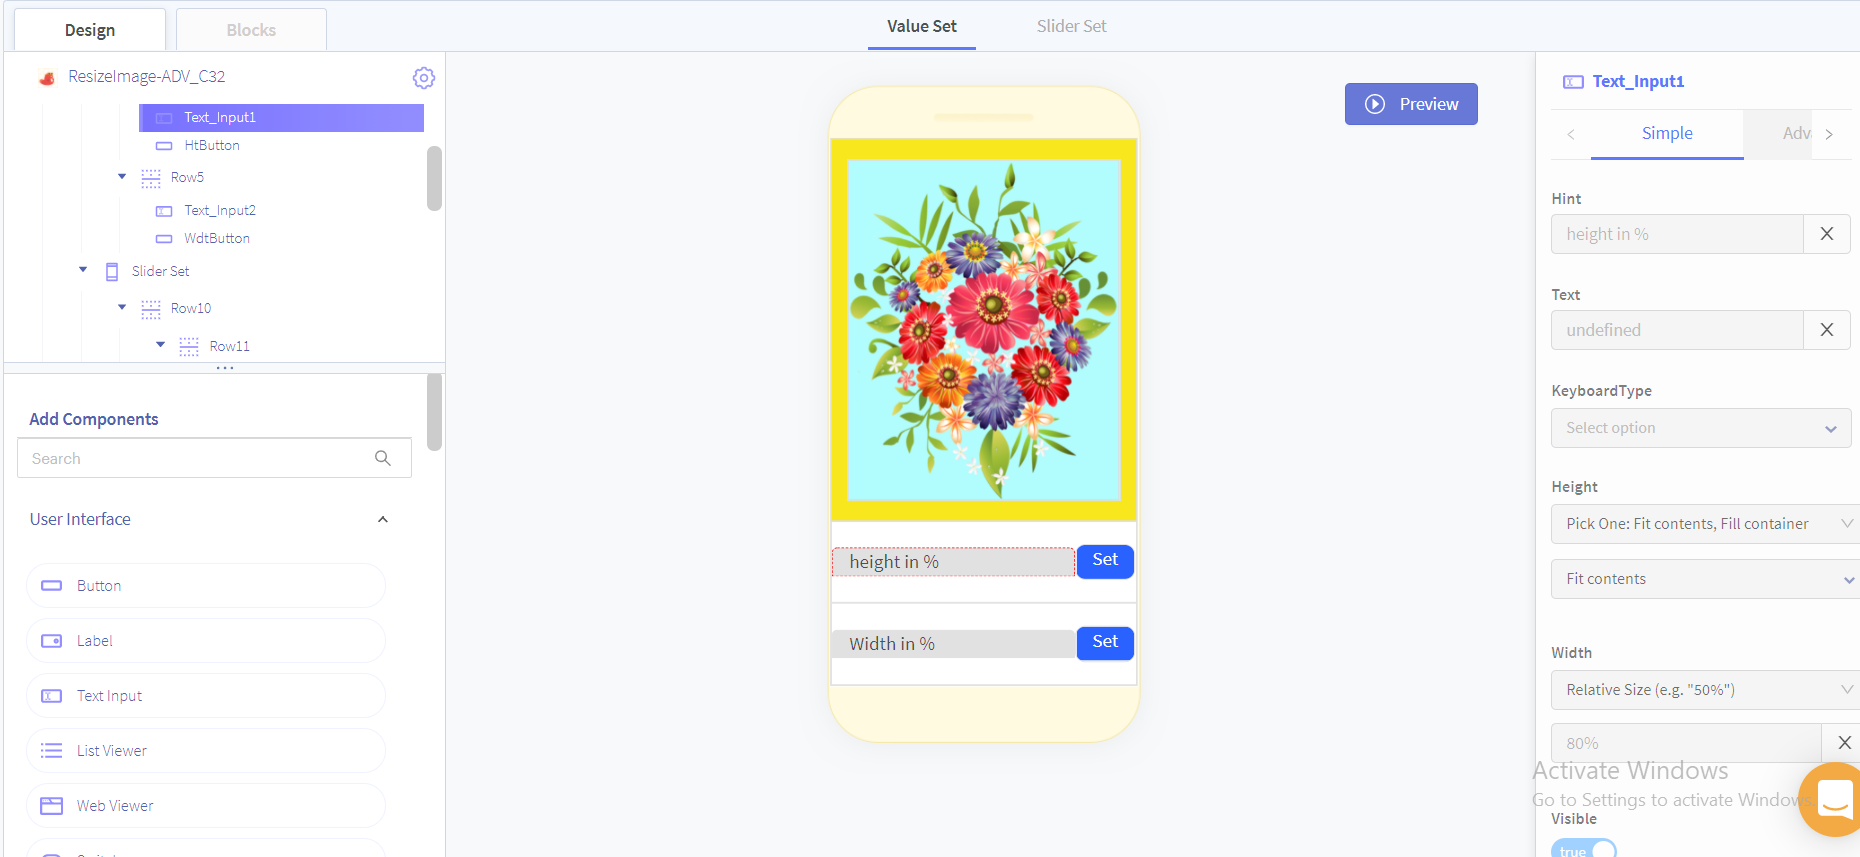 Design
Blocks
Value Set
Slider Set
ResizeImage-ADV_C32
Text_Input1
HtButton
Row5
Text_Input2
WdtButton
Slider Set
Row10
Row11
Add Components
Search
User Interface
Button
Label
Text Input
List Viewer
Web Viewer
Preview
height in %
Set
Width in %
Set
Text_Input1
Simple
Adv
Hint
height in %
Text
undefined
KeyboardType
Select option
Height
Pick One: Fit contents, Fill container
Fit contents
Width
Relative Size (e.g. "50%")
80%
Activate Windows
Go to Settings to activate Windows.
Visible
true